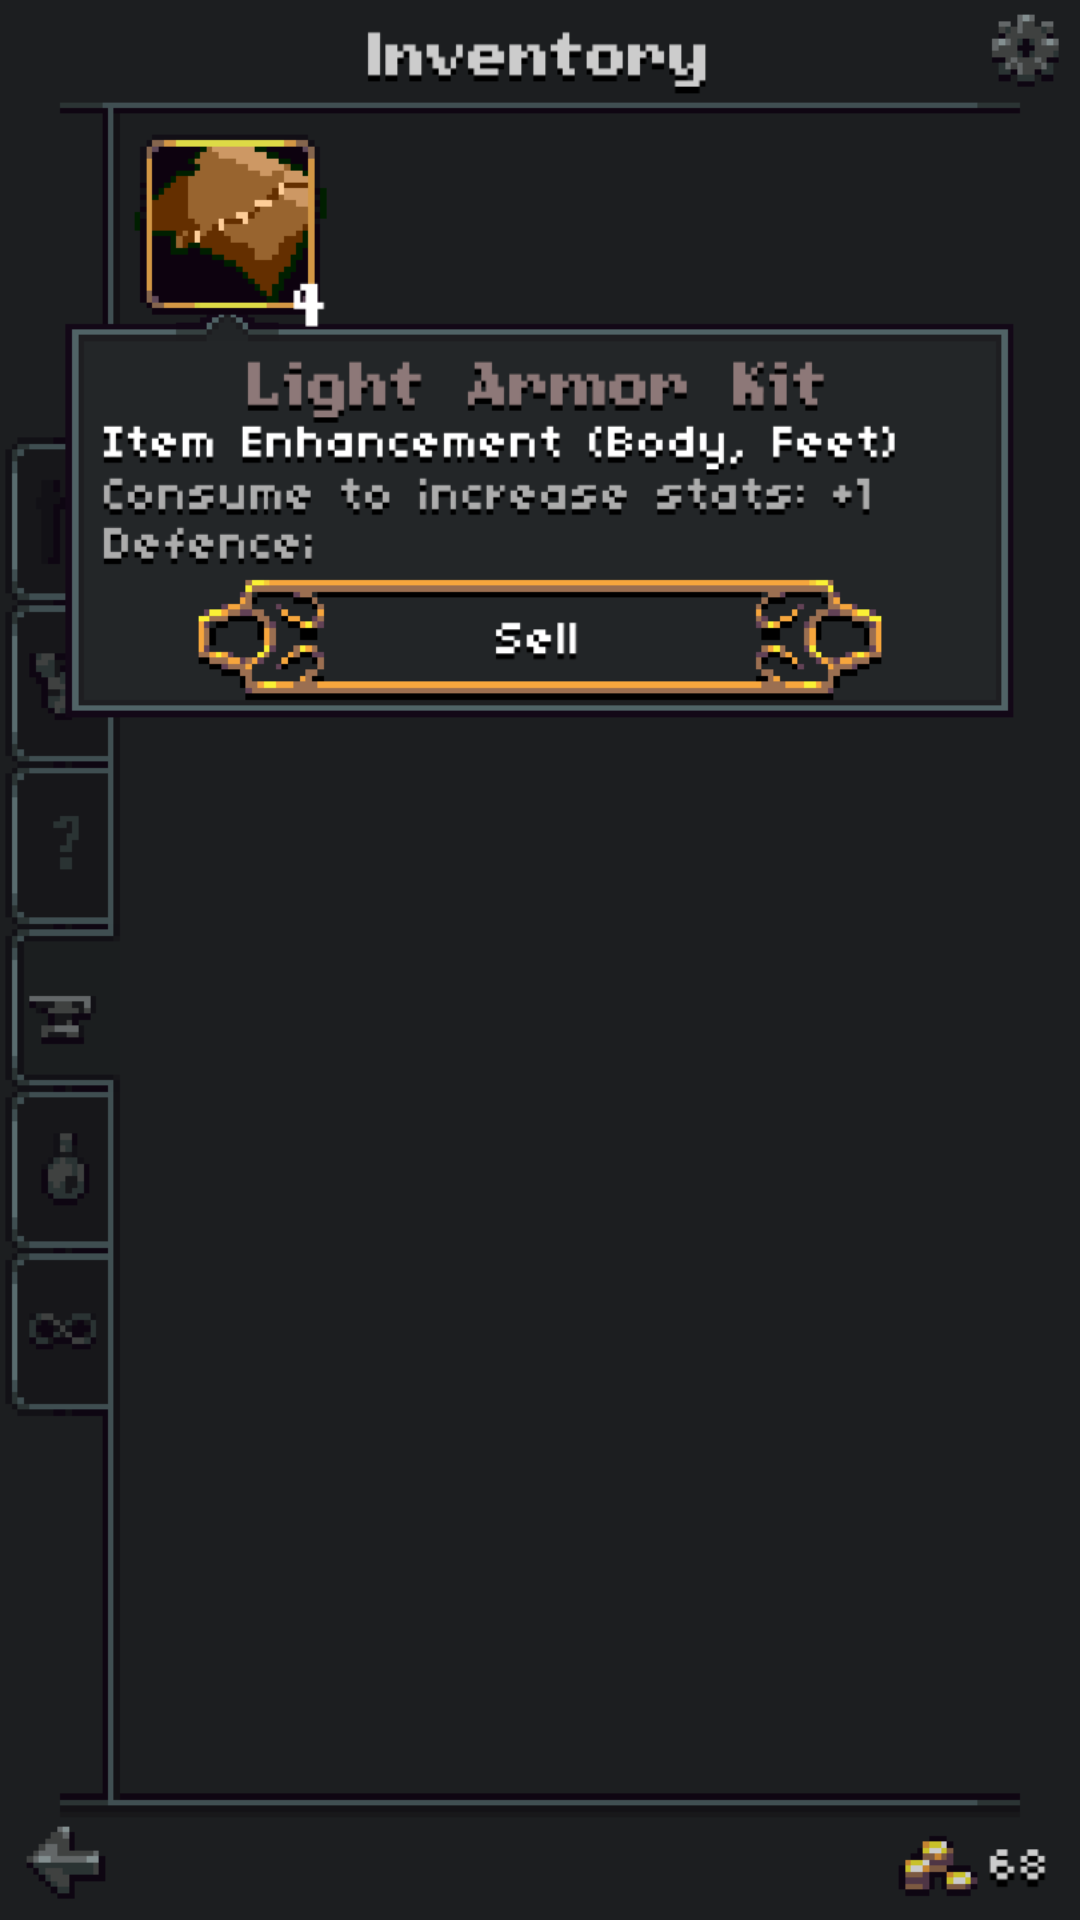 Inventory
4
Light Armor Kit
Item Enhancement (Body, Feet)
Consume to increase stats: +1
Defence;
Sell
?
68